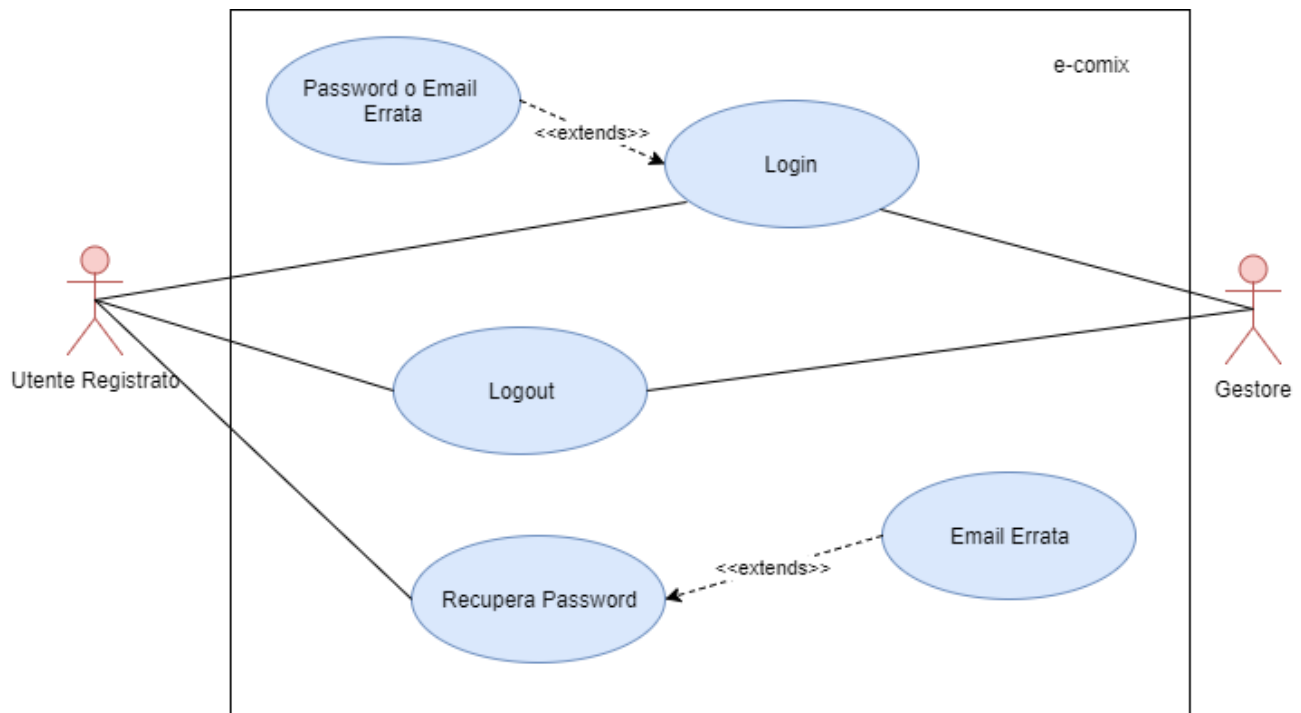 e-comix
Password o Email
Errata
<<extends>>
Login
Utente Registrato
Logout
Gestore
Email Errata
<<extends>>
Recupera Password